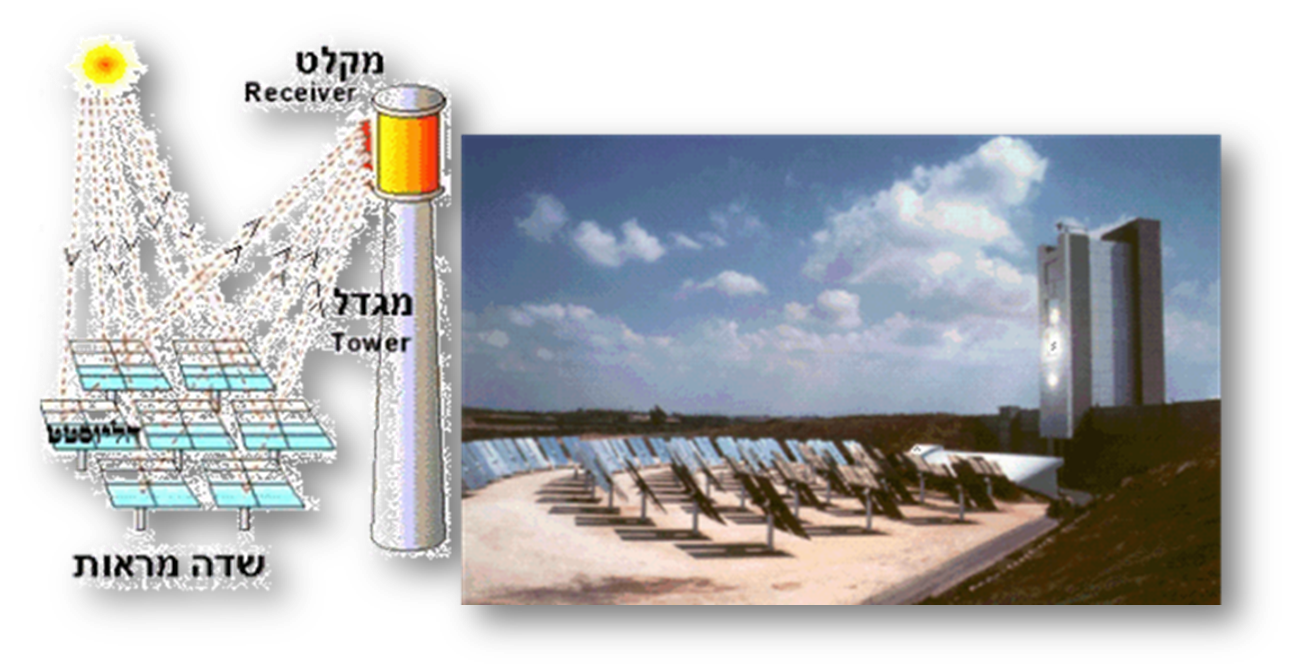 מקלט
Receiver
מגדל
Tower
הליוסטט
שדה מראות